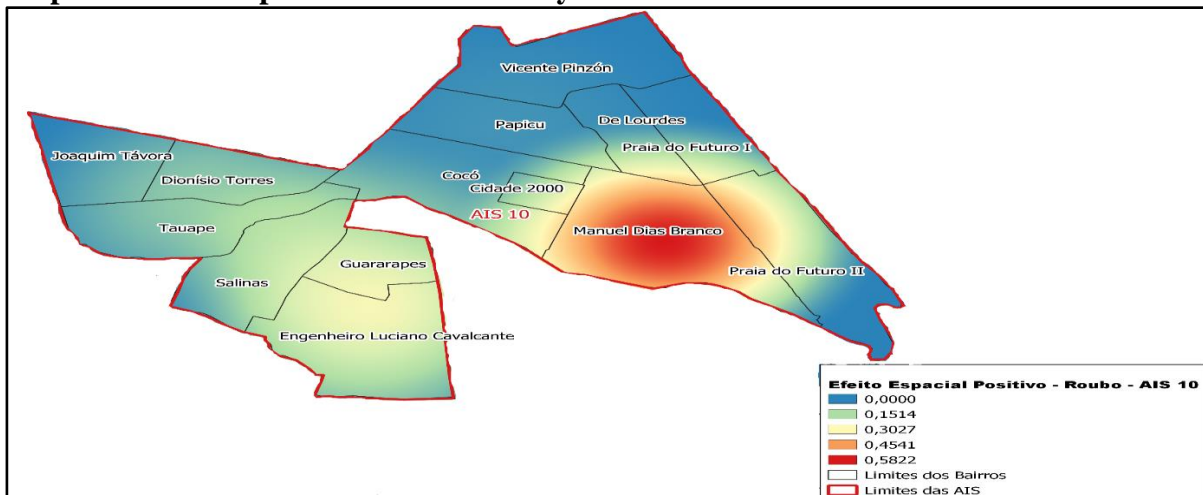 Vicente Pinzón
De Lourdes
Papicu
Praia do Futuro I
Joaquim Távora
Dionísio Torres
Cocó
Cidade 2000
AIS 10
Tauape
Manuel Dias Branco
Guararapes
Praia do Futuro II
Salinas
Engenheiro Luciano Cavalcante
Efeito Espacial Positivo - Roubo - AIS 10
0,0000
0,1514
0,3027
0,4541
0,5822
Limites dos Bairros
Limites das AIS